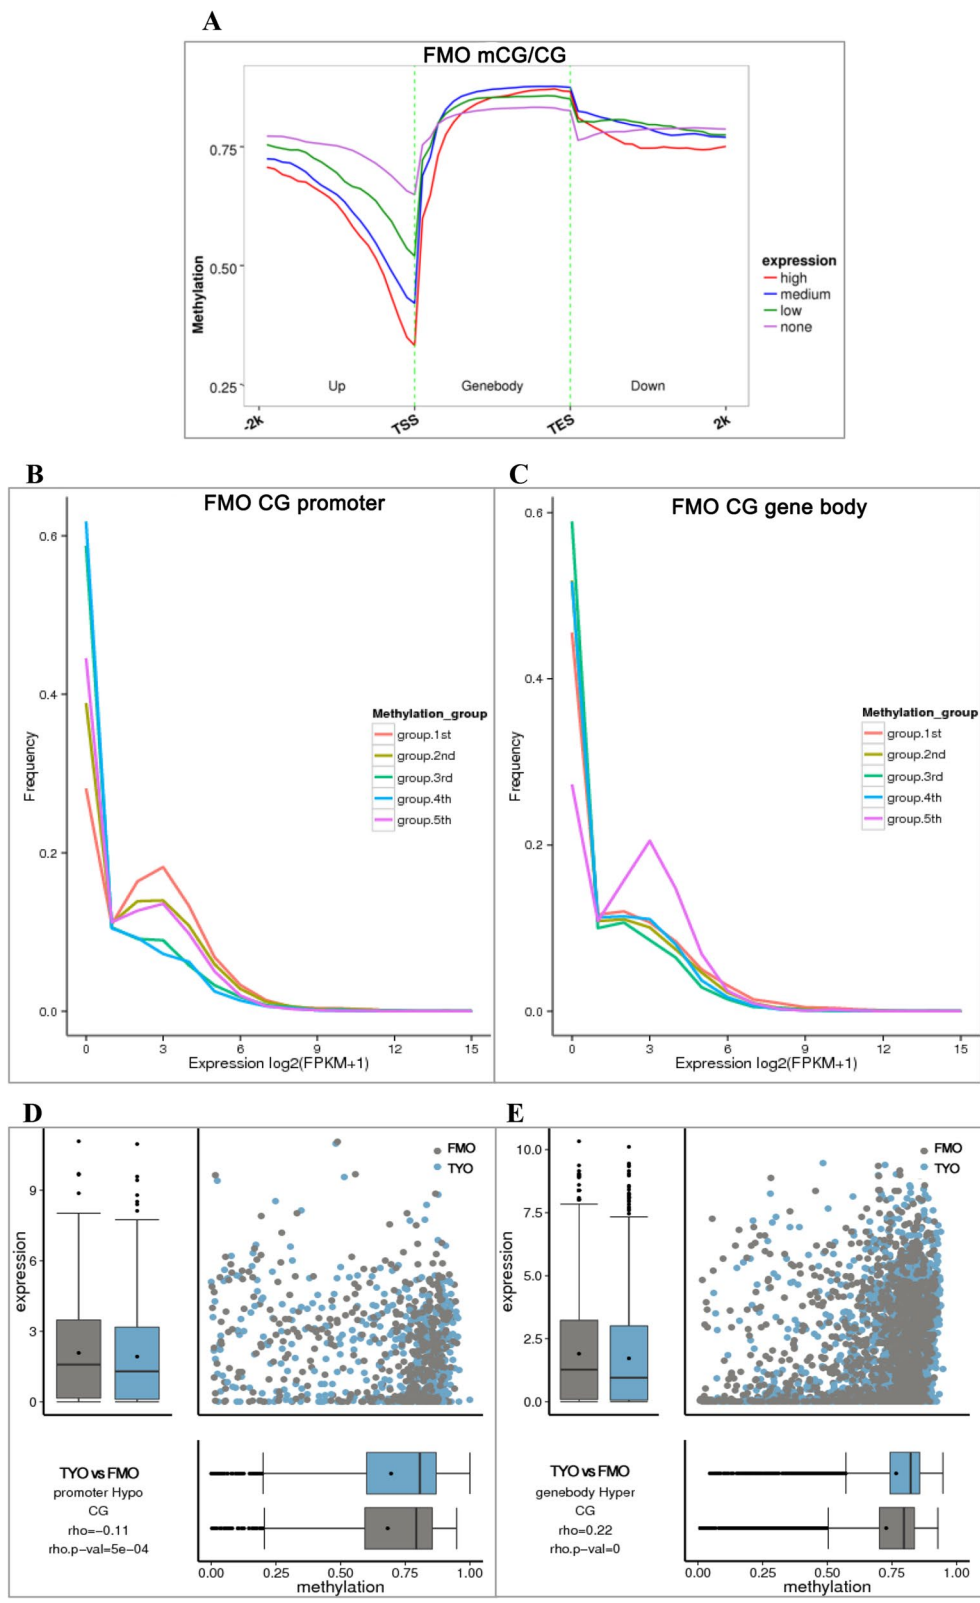 A
FMO mCG/CG
0.75
0.50
0.25
Methylation
Up
Genebody
Down
-2k
TSS
TES
2k
expression
high
medium
low
none
B
FMO CG promoter
0.6
0.4
0.2
0.0
Frequency
0
3
6
9
12
15
Expression log2(FPKM+1)
Methylation_group
group.1st
group.2nd
group.3rd
group.4th
group.5th
C
FMO CG gene body
0.6
0.4
0.2
0.0
Frequency
0
3
6
9
12
15
Expression log2(FPKM+1)
Methylation_group
group.1st
group.2nd
group.3rd
group.4th
group.5th
D
9
6
3
0
expression
FMO
TYO
TYO vs FMO
promoter Hypo
CG
rho=-0.11
rho.p-val=5e-04
0.00
0.25
0.50
0.75
1.00
methylation
E
10.0
7.5
5.0
2.5
0.0
expression
FMO
TYO
TYO vs FMO
genebody Hyper
CG
rho=0.22
rho.p-val=0
0.00
0.25
0.50
0.75
1.00
methylation